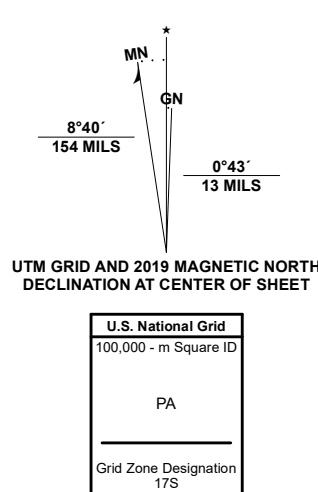 ★
MN
GN
8°40´
154 MILS
0°43´
13 MILS
UTM GRID AND 2019 MAGNETIC NORTH
DECLINATION AT CENTER OF SHEET
U.S. National Grid
100,000 - m Square ID
PA
Grid Zone Designation
17S